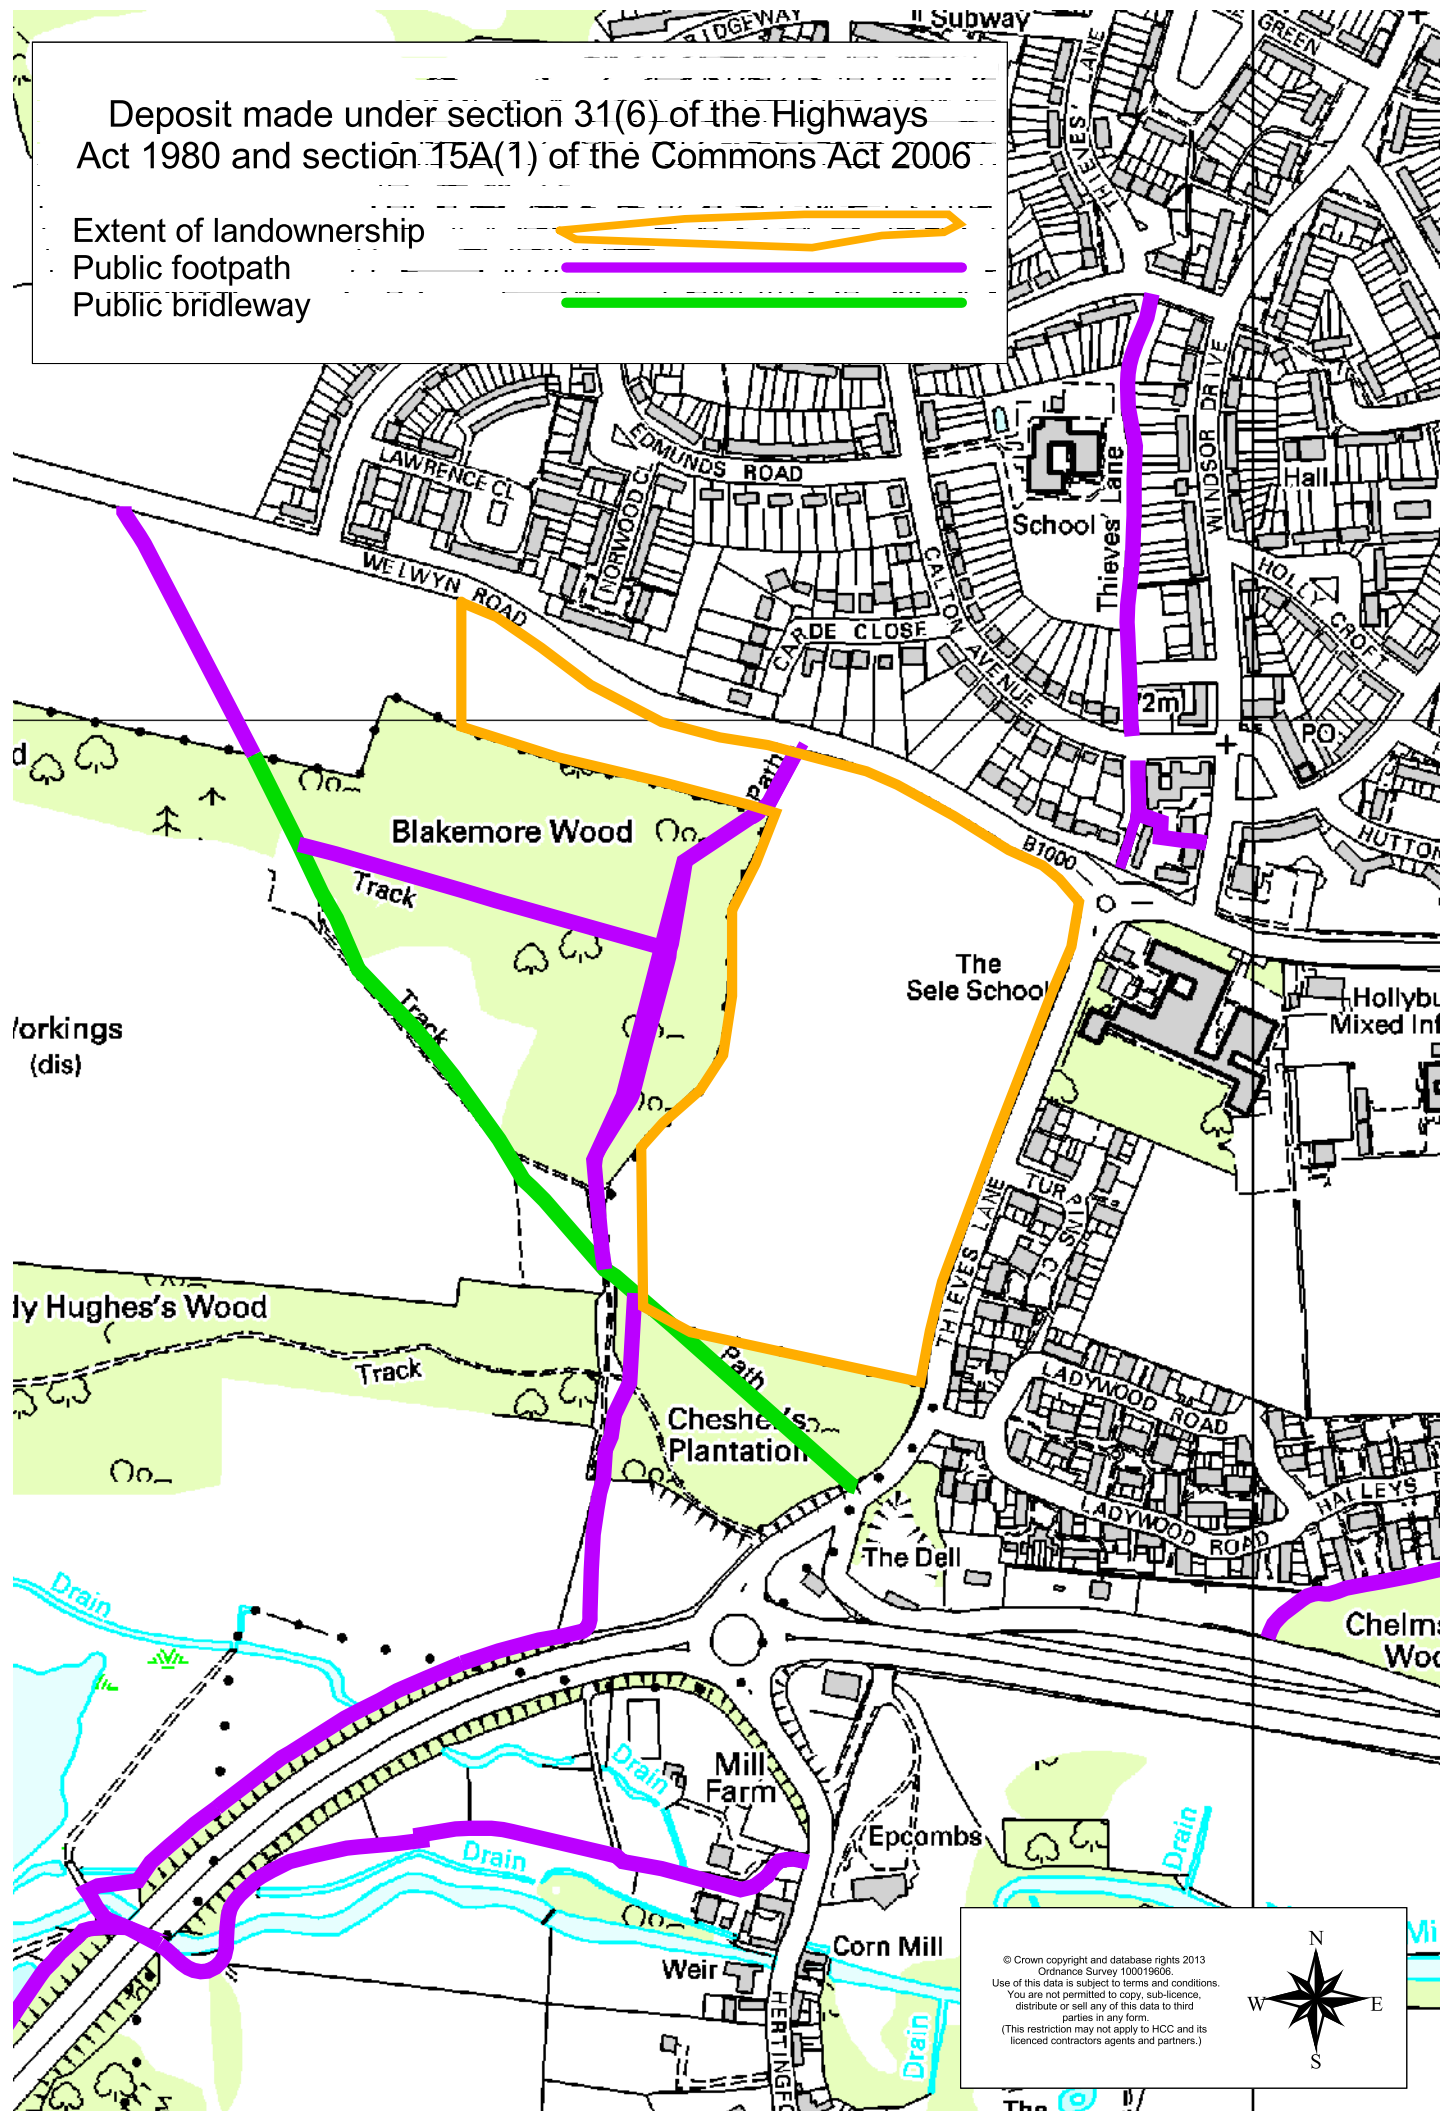 IDGEWAY
Subway
GREEN
THIEVES' LANE
Deposit made under section 31(6) of the Highways
Act 1980 and section 15A(1) of the Commons Act 2006
Extent of landownership
Public footpath
Public bridleway
LAWRENCE CL
EDMUNDS ROAD
NORWOOD CL
WELWYN ROAD
School
Thieves Lane
WINDSOR DRIVE
Hall
CALTON AVENUE
CARDE CLOSE
HOLLY CROFT
72m
PO
d
Path
Blakemore Wood
B1000
HUTTON
Track
The
Sele School
Track
Hollybu
Mixed Inf
orkings
(dis)
THIEVES LANE
dy Hughes's Wood
Track
Path
LADYWOOD ROAD
Cheshe 's
Plantation
LADYWOOD ROAD
HALLEYS
The Dell
Drain
Chelms
Woo
Mill
Farm
Drain
Epcombs
Drain
Drain
Corn Mill
Weir
HERTINGF
Drain
Mi
The
© Crown copyright and database rights 2013
Ordnance Survey 100019606.
Use of this data is subject to terms and conditions.
You are not permitted to copy, sub-licence,
distribute or sell any of this data to third
parties in any form.
(This restriction may not apply to HCC and its
licenced contractors agents and partners.)
N
W E
S